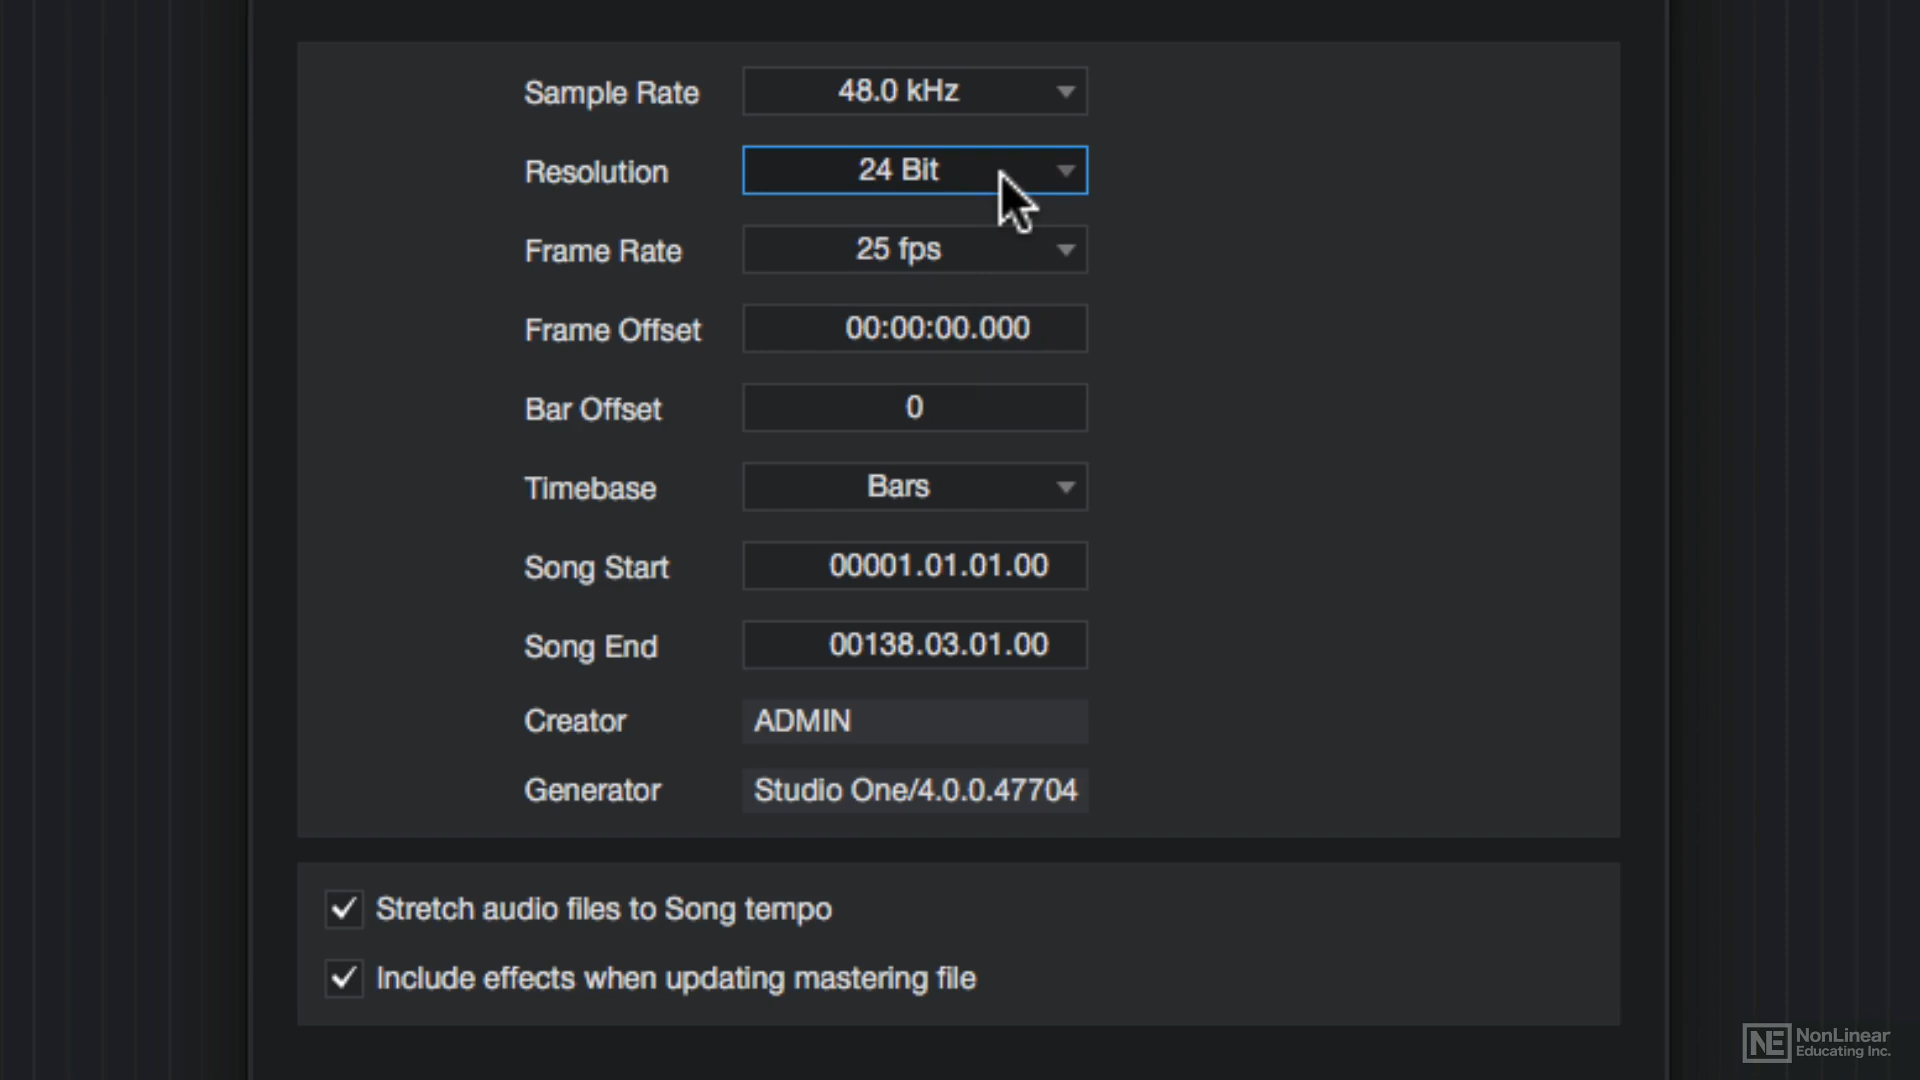 Sample Rate 48.0 kHz
Resolution 24 Bit
Frame Rate 25 fps
Frame Offset 00:00:00.000
Bar Offset 0
Timebase Bars
Song Start 00001.01.01.00
Song End 00138.03.01.00
Creator ADMIN
Generator Studio One/4.0.0.47704
Stretch audio files to Song tempo
Include effects when updating mastering file
NE NonLinear
Educating Inc.